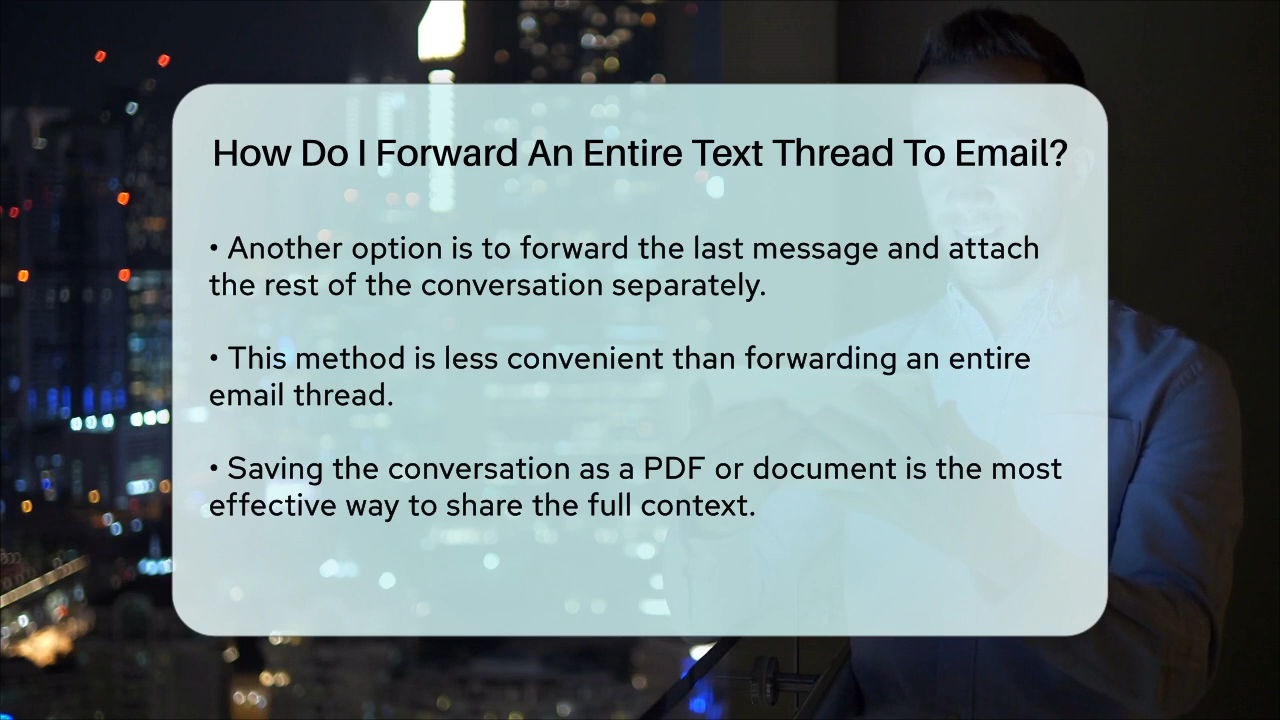 How Do I Forward An Entire Text Thread To Email?
• Another option is to forward the last message and attach
the rest of the conversation separately.
• This method is less convenient than forwarding an entire
email thread.
• Saving the conversation as a PDF or document is the most
effective way to share the full context.